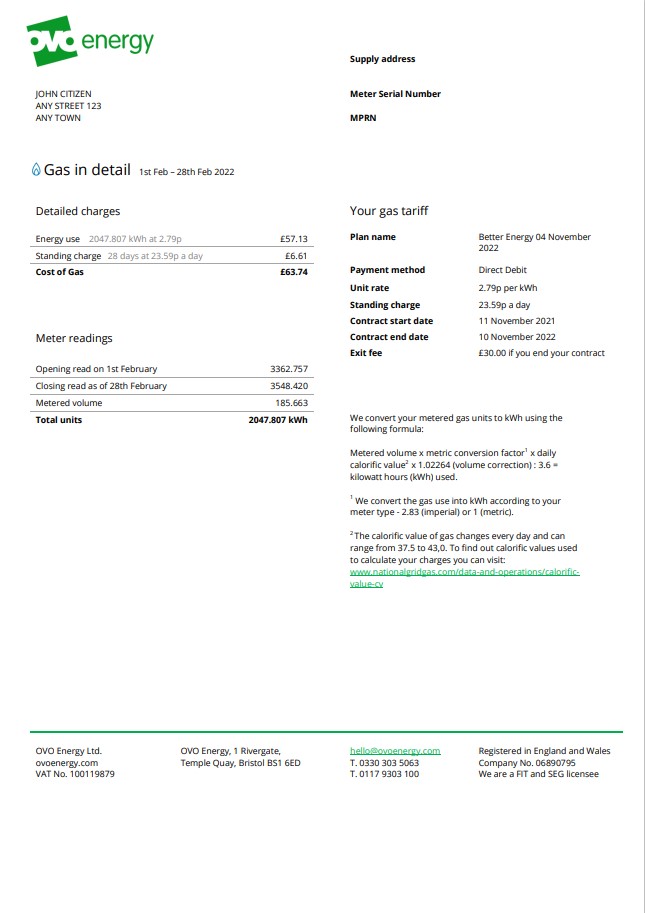 ovo energy
Supply address
JOHN CITIZEN
ANY STREET 123
ANY TOWN
Meter Serial Number
MPRN
Gas in detail 1st Feb – 28th Feb 2022
Detailed charges
Energy use 2047.807 kWh at 2.79p £57.13
Standing charge 28 days at 23.59p a day £6.61
Cost of Gas £63.74
Meter readings
Opening read on 1st February 3362.757
Closing read as of 28th February 3548.420
Metered volume 185.663
Total units 2047.807 kWh
Your gas tariff
Plan name Better Energy 04 November
2022
Payment method Direct Debit
Unit rate 2.79p per kWh
Standing charge 23.59p a day
Contract start date 11 November 2021
Contract end date 10 November 2022
Exit fee £30.00 if you end your contract
We convert your metered gas units to kWh using the
following formula:
Metered volume x metric conversion factor¹ x daily
calorific value² x 1.02264 (volume correction) : 3.6 =
kilowatt hours (kWh) used.
¹ We convert the gas use into kWh according to your
meter type - 2.83 (imperial) or 1 (metric).
² The calorific value of gas changes every day and can
range from 37.5 to 43,0. To find out calorific values used
to calculate your charges you can visit:
www.nationalgridgas.com/data-and-operations/calorific-
value-cv
OVO Energy Ltd.
ovoenergy.com
VAT No. 100119879
OVO Energy, 1 Rivergate,
Temple Quay, Bristol BS1 6ED
hello@ovoenergy.com
T. 0330 303 5063
T. 0117 9303 100
Registered in England and Wales
Company No. 06890795
We are a FIT and SEG licensee